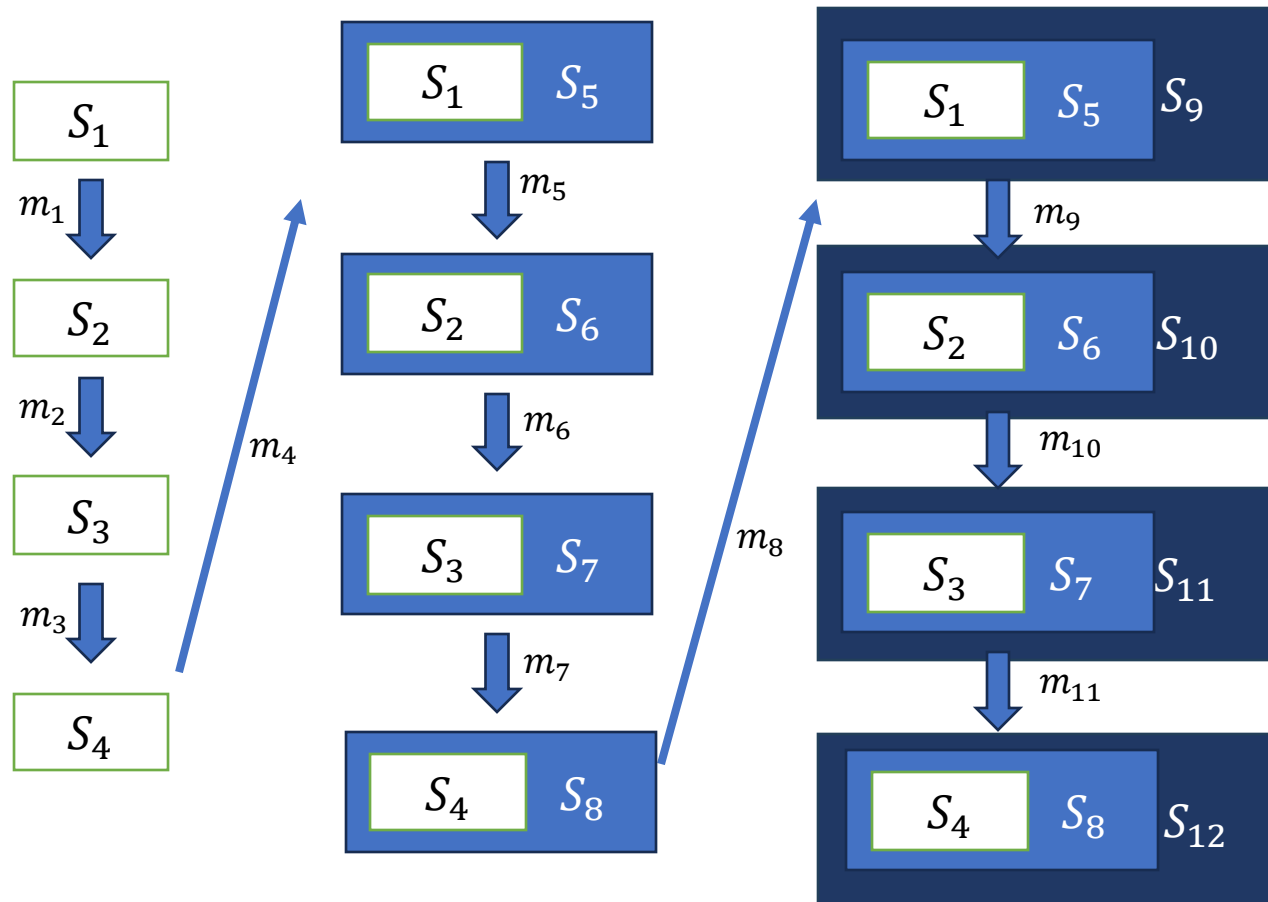 S₁
m₁
S₂
m₂
S₃
m₃
S₄
m₄
S₁ S₅
m₅
S₂ S₆
m₆
S₃ S₇
m₇
S₄ S₈
m₈
S₁ S₅ S₉
m₉
S₂ S₆ S₁₀
m₁₀
S₃ S₇ S₁₁
m₁₁
S₄ S₈ S₁₂